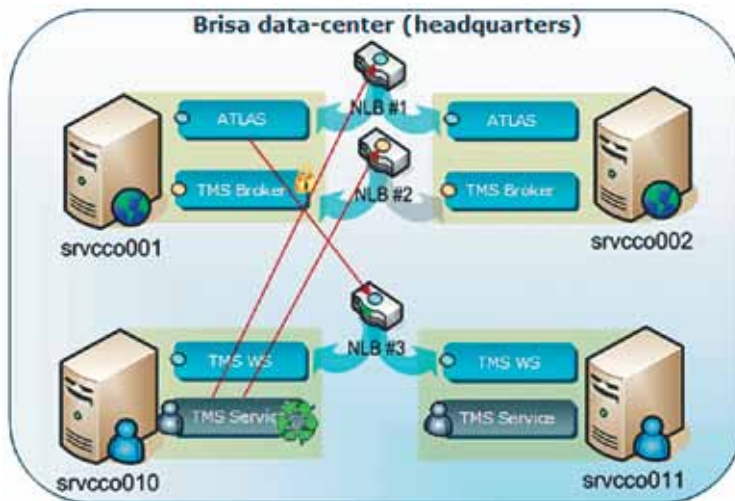 Brisa data-center (headquarters)
ATLAS
NLB #1
ATLAS
TMS Broker
NLB #2
TMS Broker
srvcco001
srvcco002
TMS WS
NLB #3
TMS WS
TMS Service
TMS Service
srvcco010
srvcco011